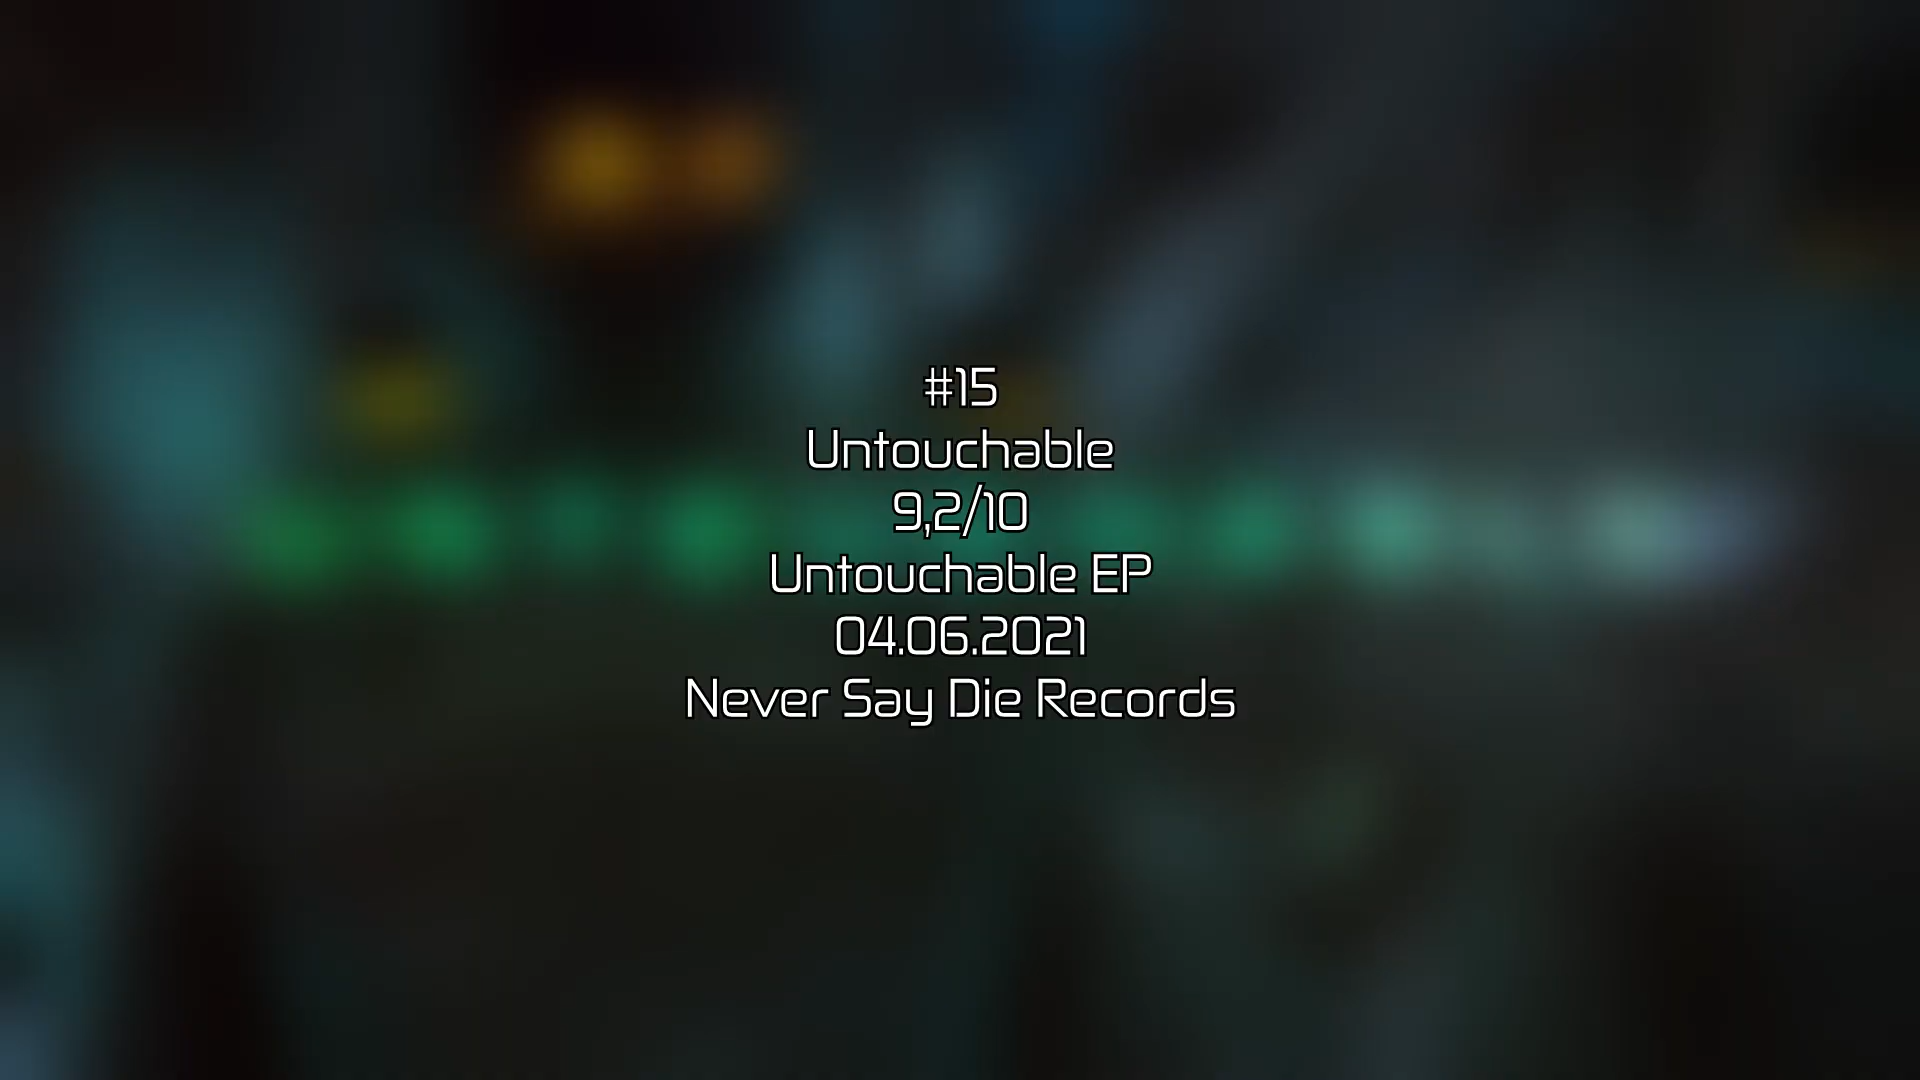 #15
Untouchable
9,2/10
Untouchable EP
04.06.2021
Never Say Die Records